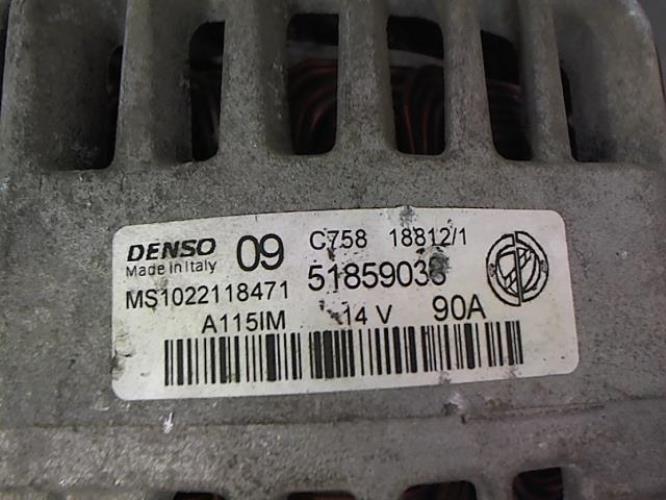 DENSO 09 C758 18812/1
Made in Italy
MS1022118471 51859038
A115IM 14 V 90A